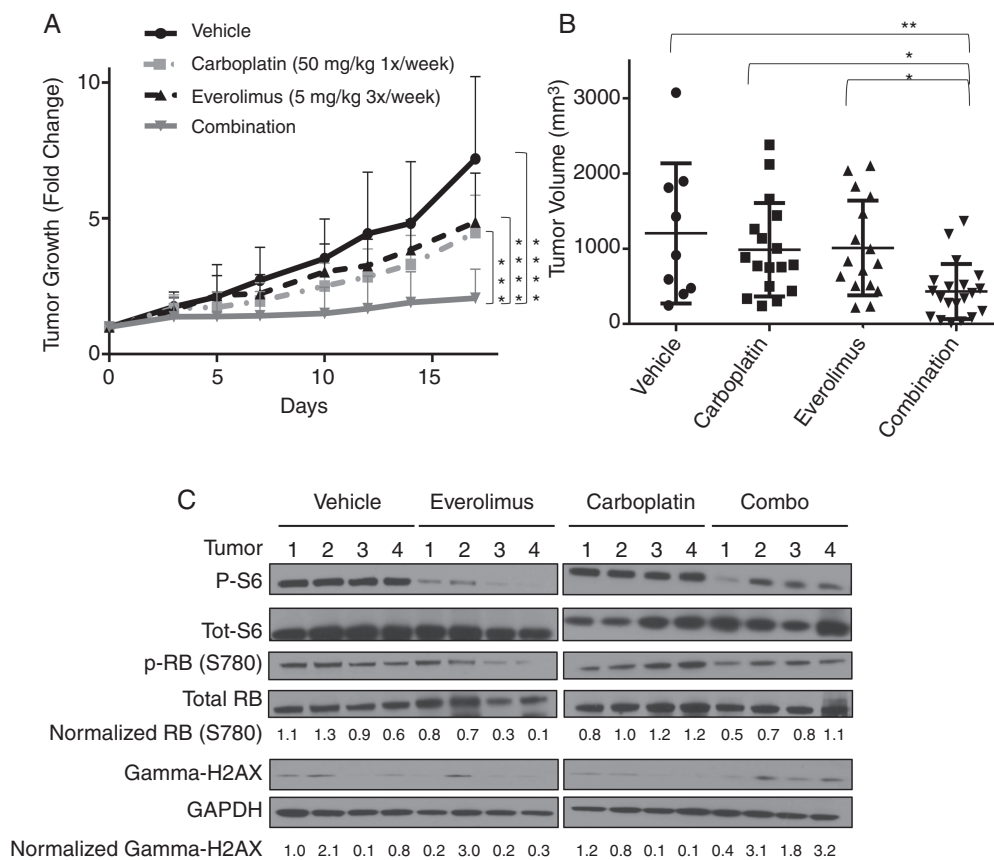 A
Vehicle
Carboplatin (50 mg/kg 1x/week)
Everolimus (5 mg/kg 3x/week)
Combination
Tumor Growth (Fold Change)
10
5
0
0 5 10 15
Days
* * * *
* * * *
* * * *
B
**
*
*
Tumor Volume (mm³)
3000
2000
1000
0
Vehicle
Carboplatin
Everolimus
Combination
C
Vehicle Everolimus Carboplatin Combo
Tumor 1 2 3 4 1 2 3 4 1 2 3 4 1 2 3 4
P-S6
Tot-S6
p-RB (S780)
Total RB
Normalized RB (S780) 1.1 1.3 0.9 0.6 0.8 0.7 0.3 0.1 0.8 1.0 1.2 1.2 0.5 0.7 0.8 1.1
Gamma-H2AX
GAPDH
Normalized Gamma-H2AX 1.0 2.1 0.1 0.8 0.2 3.0 0.2 0.3 1.2 0.8 0.1 0.1 0.4 3.1 1.8 3.2